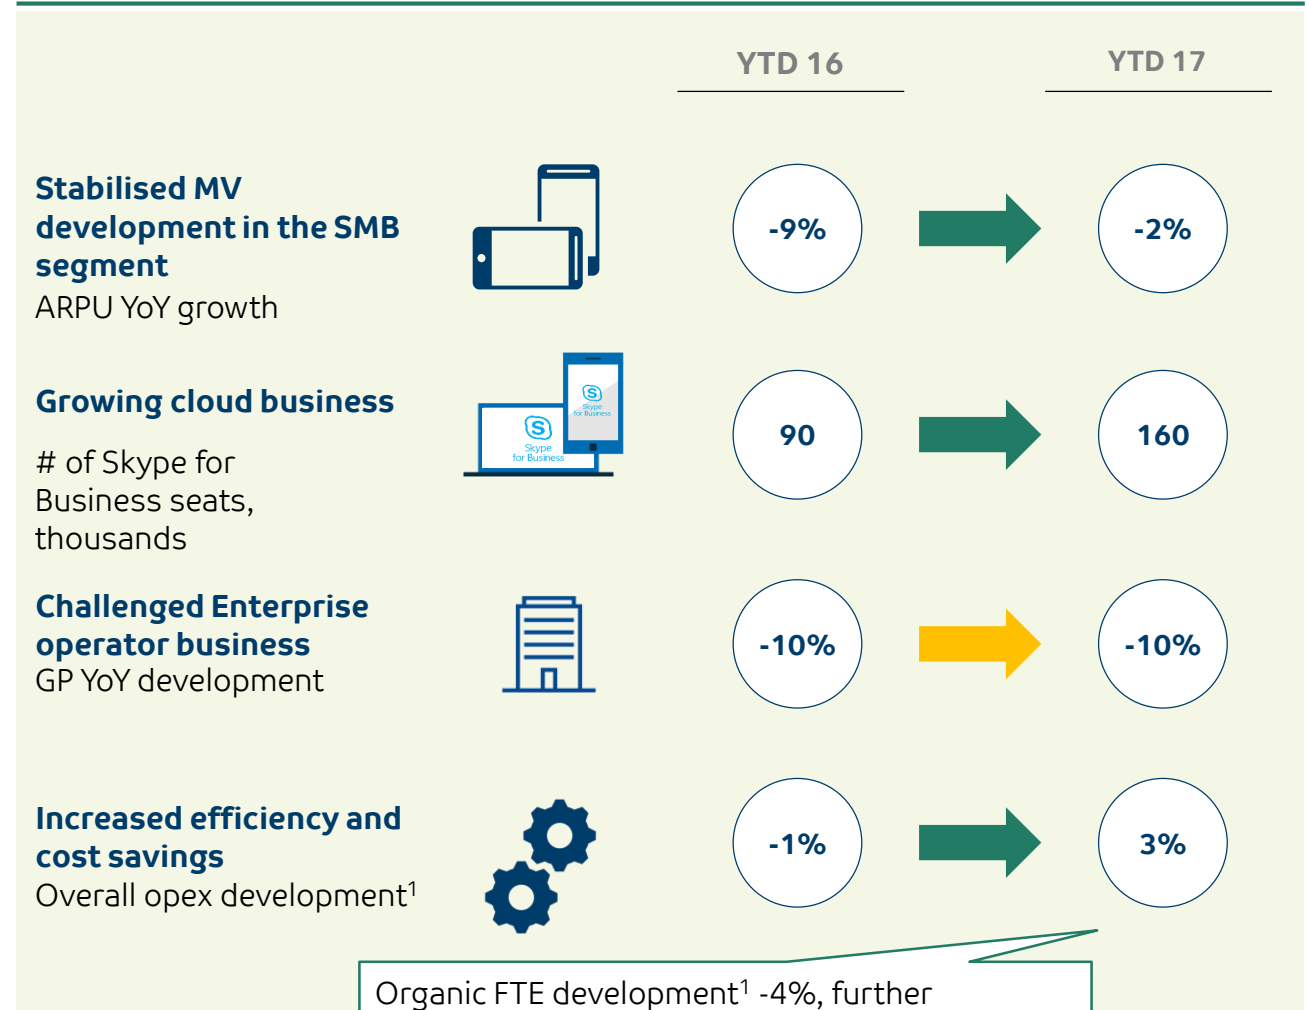 YTD 16
YTD 17
Stabilised MV
development in the SMB
segment
ARPU YoY growth
-9%
-2%
Growing cloud business
# of Skype for
Business seats,
thousands
S
Skype
for Business
S
Skype
for Business
90
160
Challenged Enterprise
operator business
GP YoY development
-10%
-10%
Increased efficiency and
cost savings
Overall opex development¹
-1%
3%
Organic FTE development¹ -4%, further